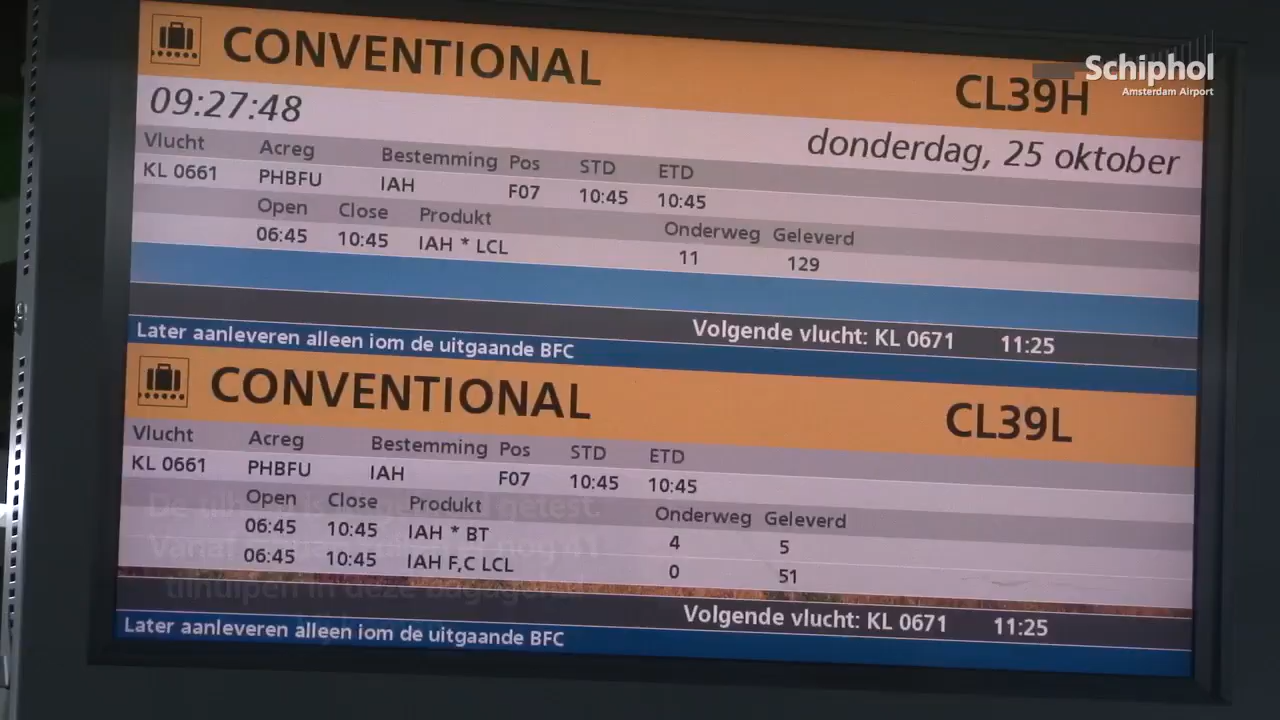 CONVENTIONAL CL39H
Schiphol
Amsterdam Airport
09:27:48 donderdag, 25 oktober
Vlucht Acreg Bestemming Pos STD ETD
KL 0661 PHBFU IAH F07 10:45 10:45
Open Close Produkt Onderweg Geleverd
06:45 10:45 IAH * LCL 11 129
Volgende vlucht: KL 0671 11:25
Later aanleveren alleen iom de uitgaande BFC
CONVENTIONAL CL39L
Vlucht Acreg Bestemming Pos STD ETD
KL 0661 PHBFU IAH F07 10:45 10:45
Open Close Produkt Onderweg Geleverd
06:45 10:45 IAH * BT 4 5
06:45 10:45 IAH F,C LCL 0 51
Volgende vlucht: KL 0671 11:25
Later aanleveren alleen iom de uitgaande BFC